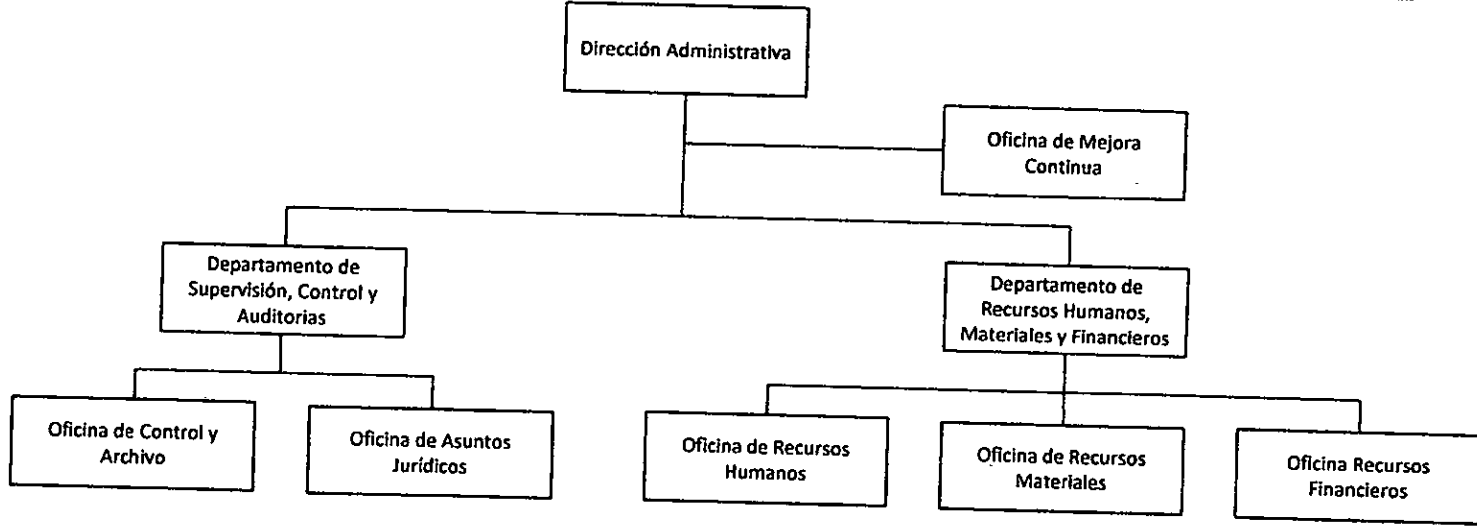 Dirección Administrativa
Oficina de Mejora
Continua
Departamento de
Supervisión, Control y
Auditorias
Departamento de
Recursos Humanos,
Materiales y Financieros
Oficina de Control y
Archivo
Oficina de Asuntos
Jurídicos
Oficina de Recursos
Humanos
Oficina de Recursos
Materiales
Oficina Recursos
Financieros